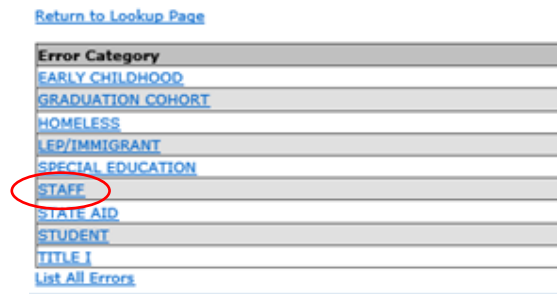 Return to Lookup Page
Error Category
EARLY CHILDHOOD
GRADUATION COHORT
HOMELESS
LEP/IMMIGRANT
SPECIAL EDUCATION
STAFF
STATE AID
STUDENT
TITLE I
List All Errors